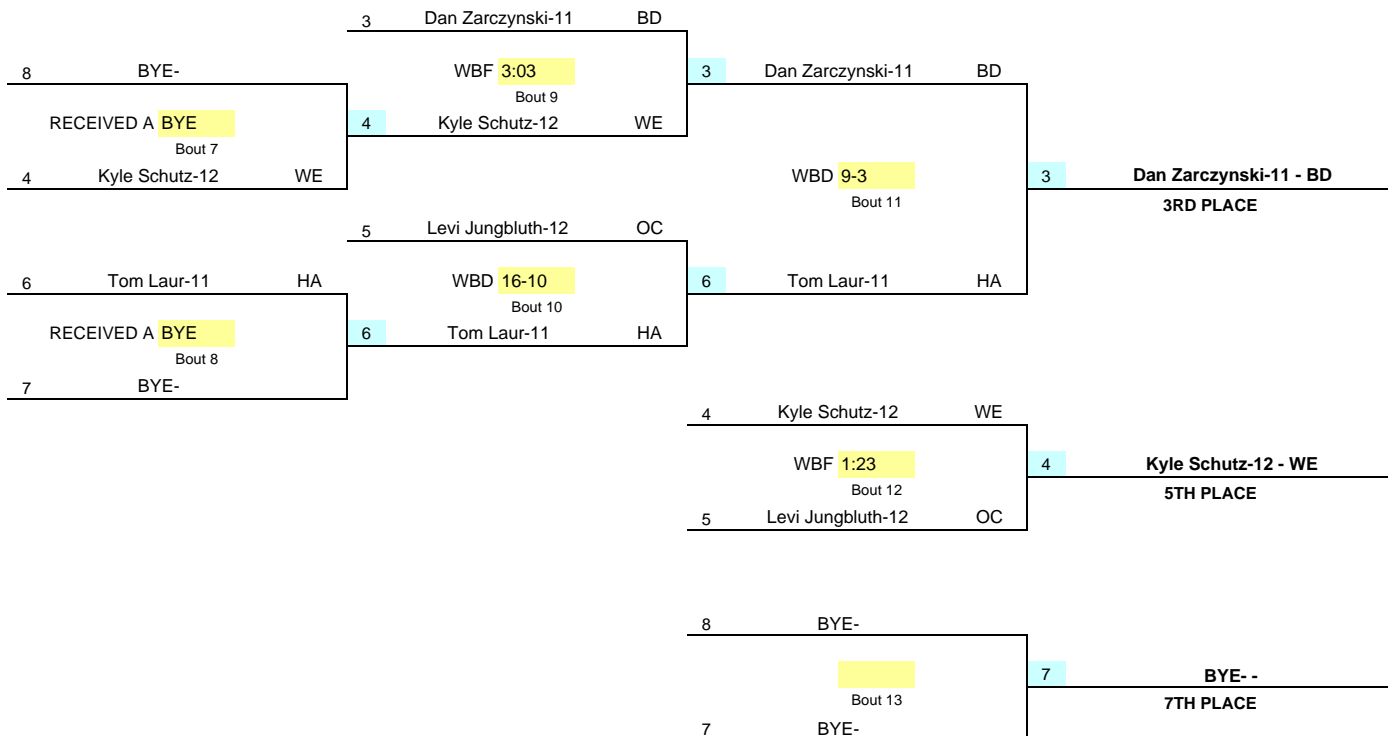 3 Dan Zarczynski-11 BD
8 BYE- WBF 3:03 3 Dan Zarczynski-11 BD
Bout 9
RECEIVED A BYE 4 Kyle Schutz-12 WE
Bout 7
4 Kyle Schutz-12 WE WBD 9-3 3 Dan Zarczynski-11 - BD
Bout 11 3RD PLACE
5 Levi Jungbluth-12 OC
6 Tom Laur-11 HA WBD 16-10 6 Tom Laur-11 HA
Bout 10
RECEIVED A BYE 6 Tom Laur-11 HA
Bout 8
7 BYE-
4 Kyle Schutz-12 WE
WBF 1:23 4 Kyle Schutz-12 - WE
Bout 12 5TH PLACE
5 Levi Jungbluth-12 OC
8 BYE-
7 BYE- -
Bout 13 7TH PLACE
7 BYE-